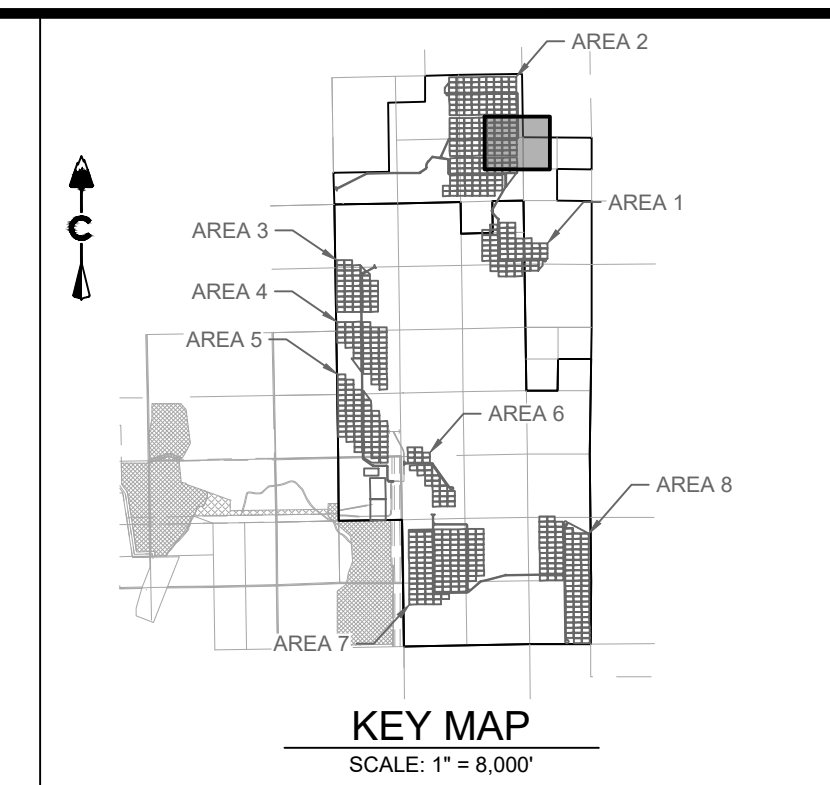 AREA 2
AREA 1
AREA 3
AREA 4
AREA 5
AREA 6
AREA 8
AREA 7
C
KEY MAP
SCALE: 1" = 8,000'